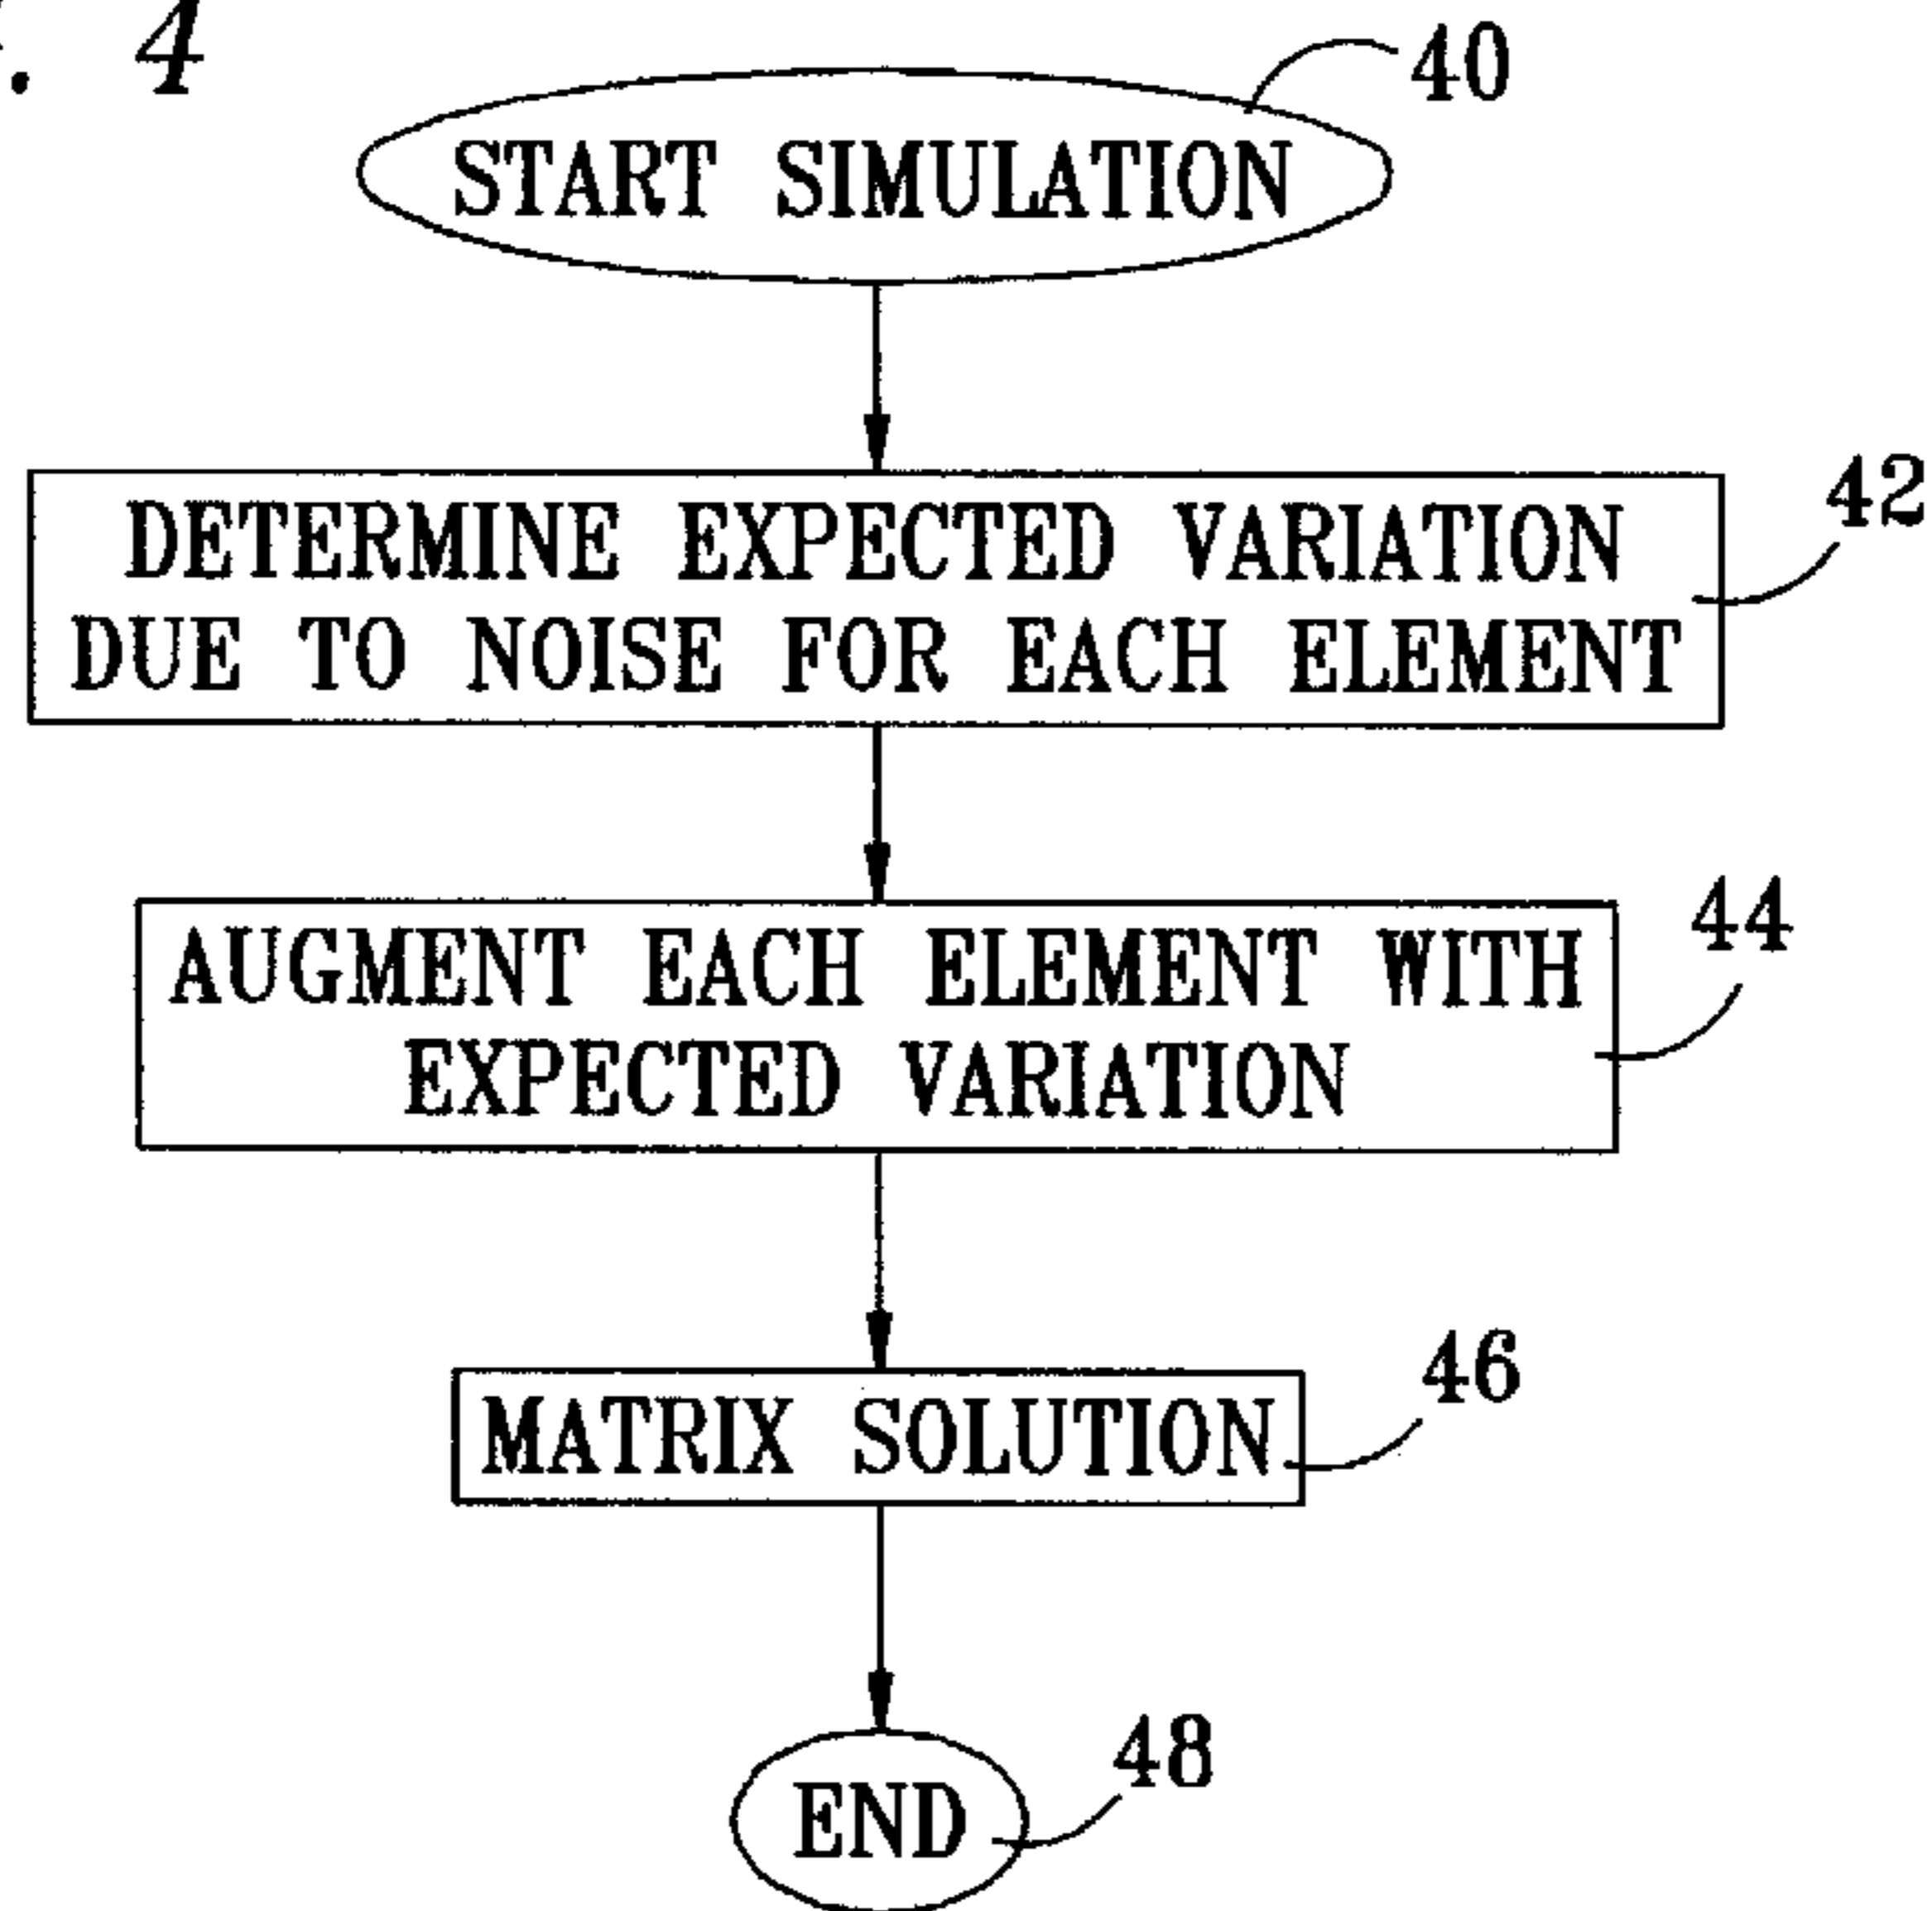 . 4
40
START SIMULATION
42
DETERMINE EXPECTED VARIATION
DUE TO NOISE FOR EACH ELEMENT
44
AUGMENT EACH ELEMENT WITH
EXPECTED VARIATION
46
MATRIX SOLUTION
48
END